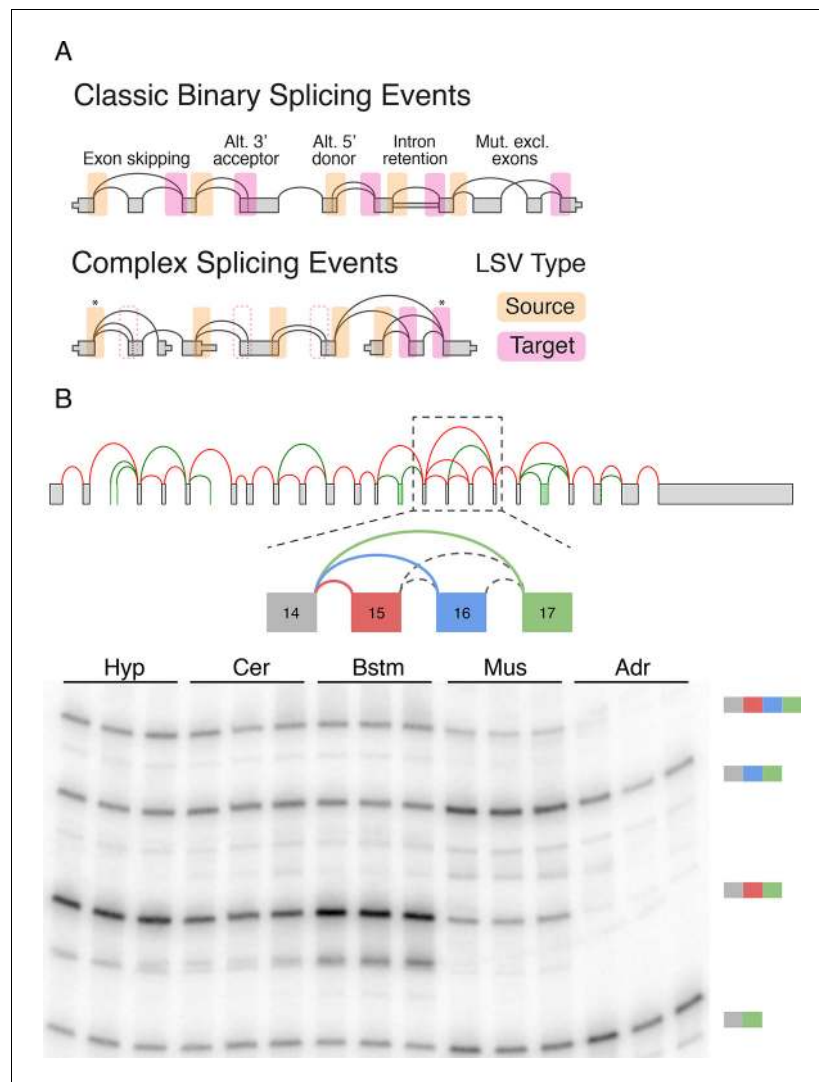 A
Classic Binary Splicing Events
Exon skipping
Alt. 3'
acceptor
Alt. 5'
donor
Intron
retention
Mut. excl.
exons
Complex Splicing Events
LSV Type
* *
Source
Target
B
14 15 16 17
Hyp Cer Bstm Mus Adr